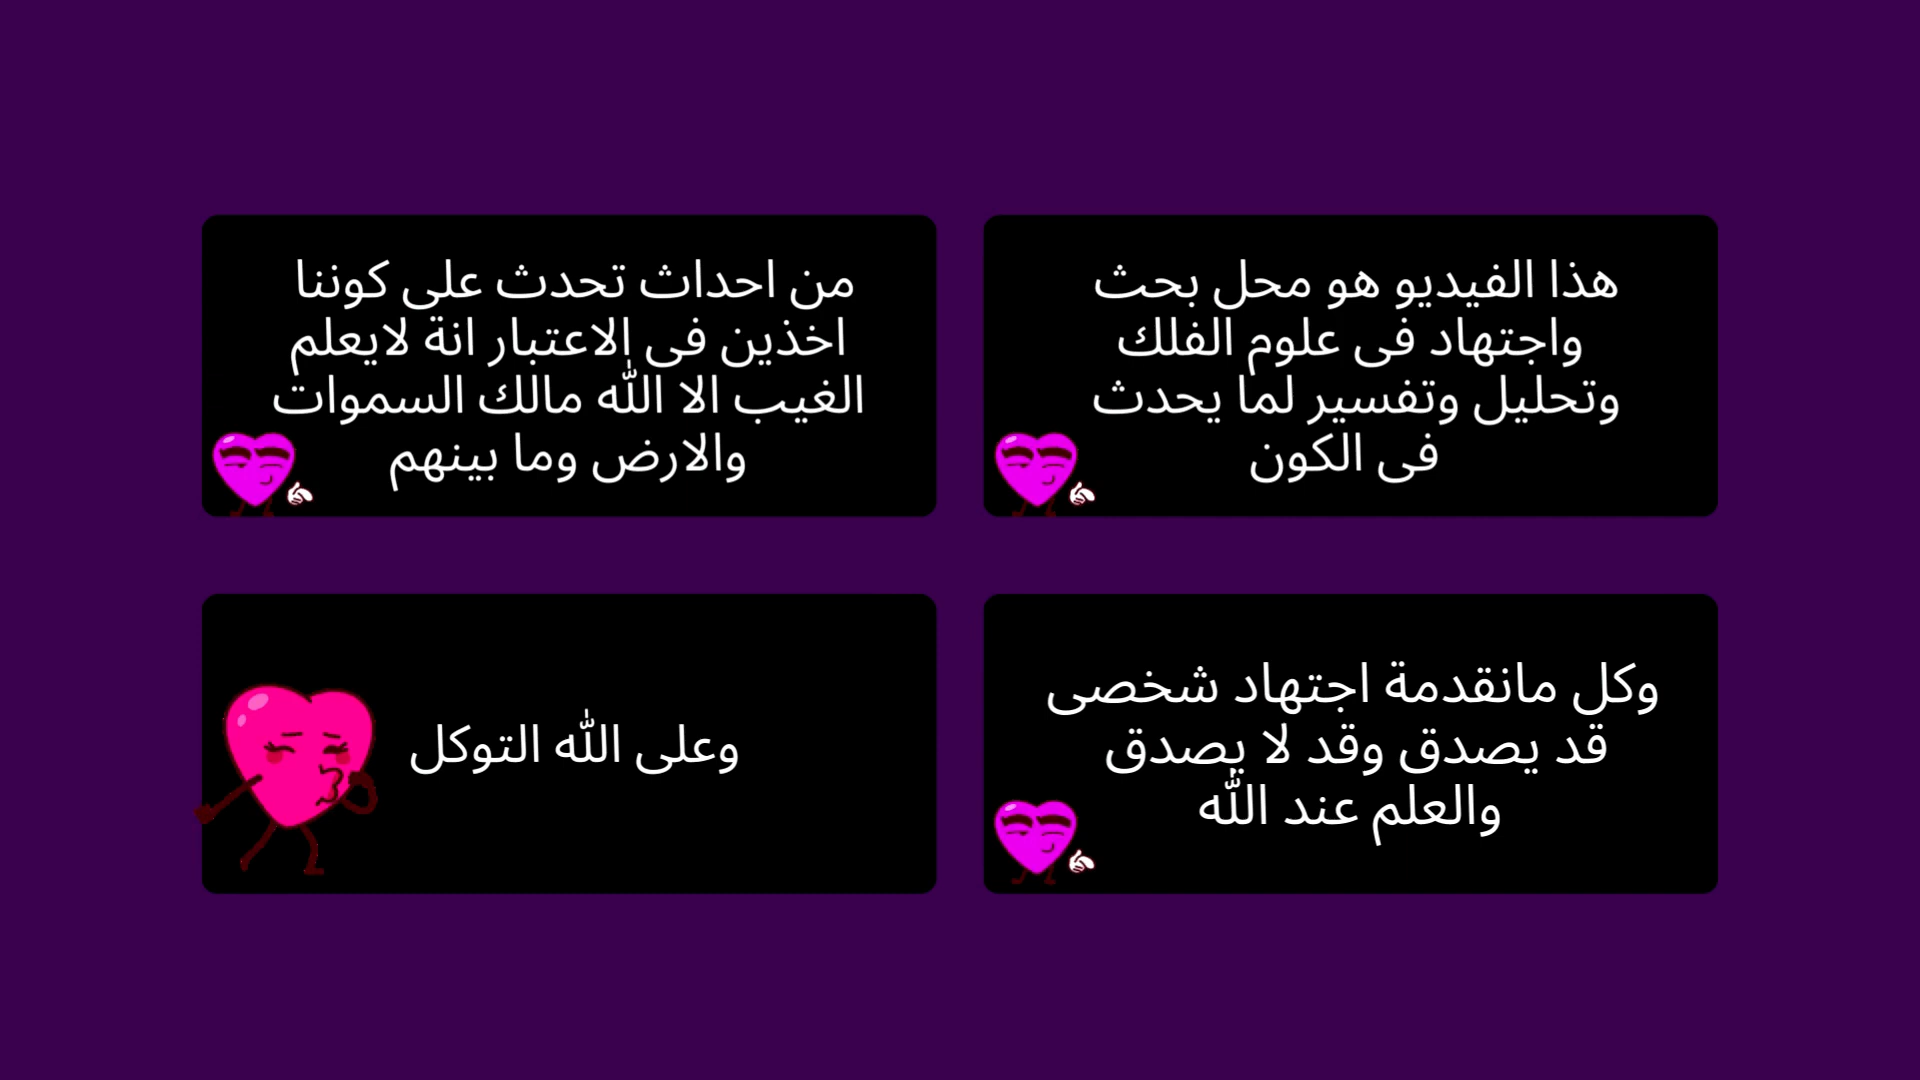 هذا الفيديو هو محل بحث
واجتهاد فى علوم الفلك
وتحليل وتفسير لما يحدث
فى الكون
من احداث تحدث على كوننا
اخذين فى الاعتبار انة لايعلم
الغيب الا الله مالك السموات
والارض وما بينهم
وكل مانقدمة اجتهاد شخصى
قد يصدق وقد لا يصدق
والعلم عند الله
وعلى الله التوكل